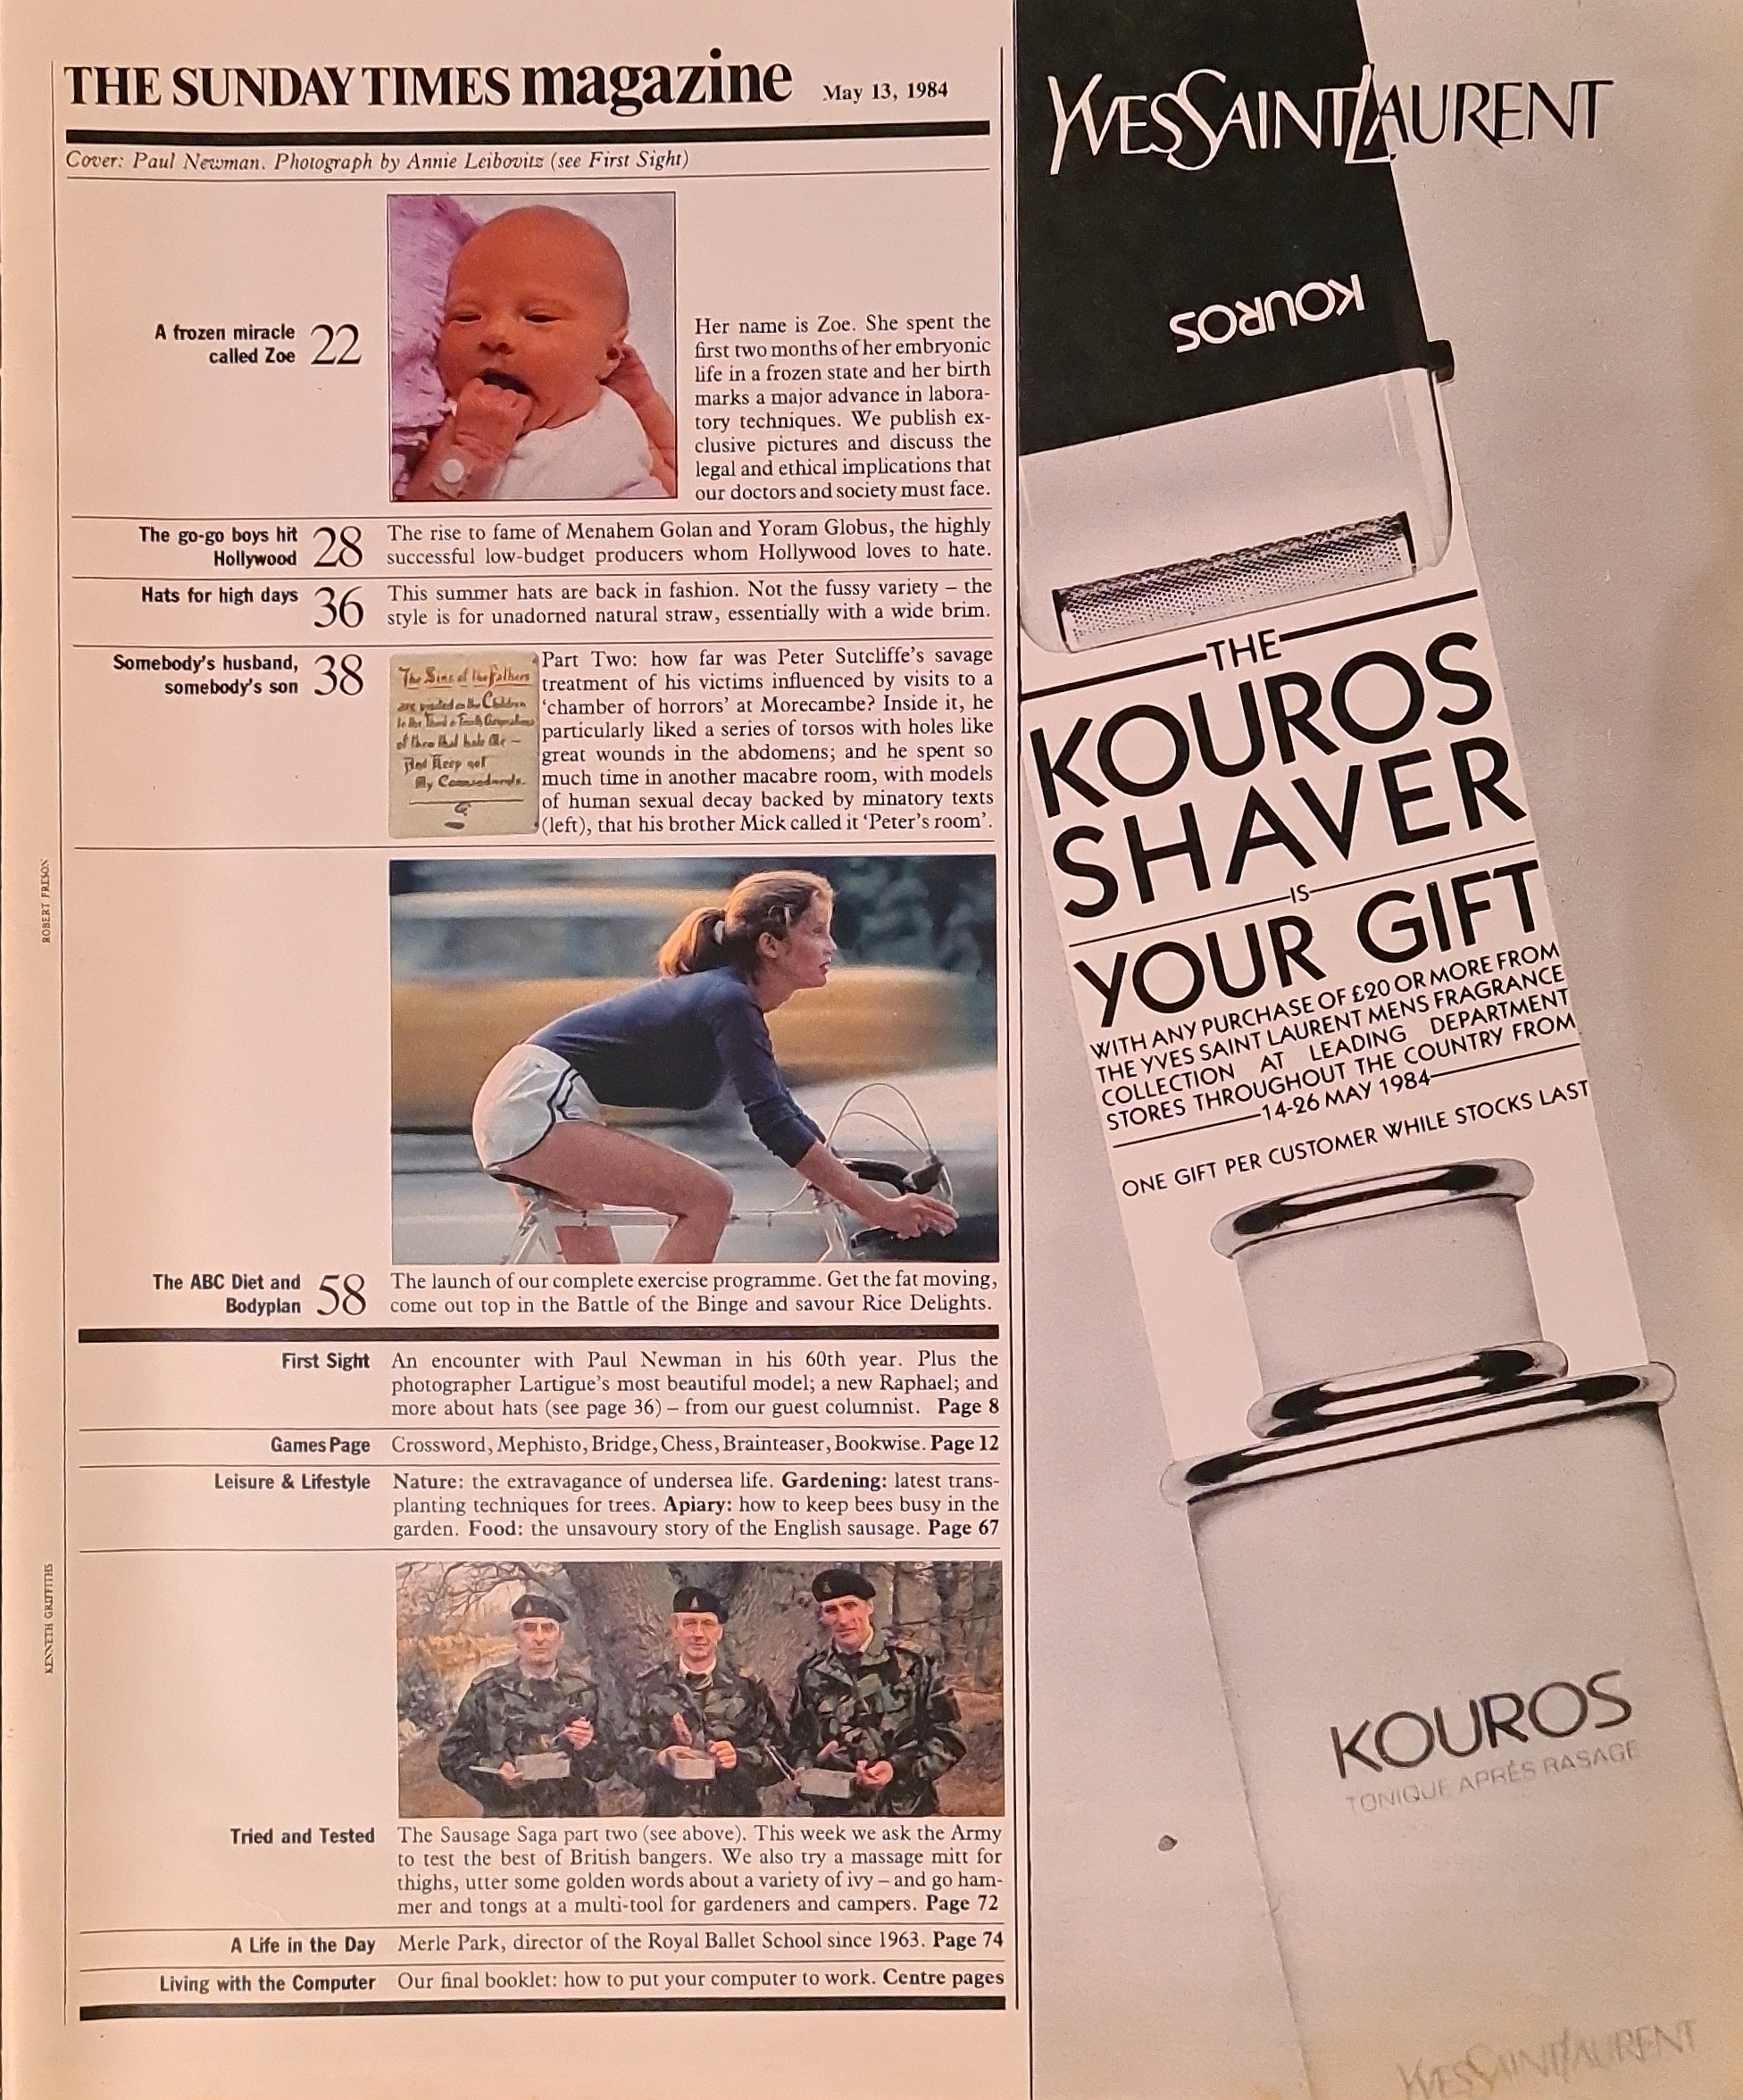 THE SUNDAY TIMES magazine May 13, 1984
Cover: Paul Newman. Photograph by Annie Leibovitz (see First Sight)
A frozen miracle
called Zoe
22
Her name is Zoe. She spent the
first two months of her embryonic
life in a frozen state and her birth
marks a major advance in labora-
tory techniques. We publish ex-
clusive pictures and discuss the
legal and ethical implications that
our doctors and society must face.
The go-go boys hit
Hollywood
28
The rise to fame of Menahem Golan and Yoram Globus, the highly
successful low-budget producers whom Hollywood loves to hate.
Hats for high days
36
This summer hats are back in fashion. Not the fussy variety – the
style is for unadorned natural straw, essentially with a wide brim.
Somebody's husband,
somebody's son
38
The Sins of the Fathers
are visited on the Children
to the Third & Fourth Generations
of them that hate Me –
And Keep not
My Commandments.
Part Two: how far was Peter Sutcliffe's savage
treatment of his victims influenced by visits to a
‘chamber of horrors’ at Morecambe? Inside it, he
particularly liked a series of torsos with holes like
great wounds in the abdomens; and he spent so
much time in another macabre room, with models
of human sexual decay backed by minatory texts
(left), that his brother Mick called it ‘Peter's room’.
ROBERT FRESON
The ABC Diet and
Bodyplan
58
The launch of our complete exercise programme. Get the fat moving,
come out top in the Battle of the Binge and savour Rice Delights.
First Sight
An encounter with Paul Newman in his 60th year. Plus the
photographer Lartigue's most beautiful model; a new Raphael; and
more about hats (see page 36) – from our guest columnist. Page 8
Games Page
Crossword, Mephisto, Bridge, Chess, Brainteaser, Bookwise. Page 12
Leisure & Lifestyle
Nature: the extravagance of undersea life. Gardening: latest trans-
planting techniques for trees. Apiary: how to keep bees busy in the
garden. Food: the unsavoury story of the English sausage. Page 67
KENNETH GRIFFITHS
Tried and Tested
The Sausage Saga part two (see above). This week we ask the Army
to test the best of British bangers. We also try a massage mitt for
thighs, utter some golden words about a variety of ivy – and go ham-
mer and tongs at a multi-tool for gardeners and campers. Page 72
A Life in the Day
Merle Park, director of the Royal Ballet School since 1963. Page 74
Living with the Computer
Our final booklet: how to put your computer to work. Centre pages
YVESSAINTLAURENT
KOUROS
THE
KOUROS
SHAVER
IS
YOUR GIFT
WITH ANY PURCHASE OF £20 OR MORE FROM
THE YVES SAINT LAURENT MENS FRAGRANCE
COLLECTION AT LEADING DEPARTMENT
STORES THROUGHOUT THE COUNTRY FROM
14-26 MAY 1984
ONE GIFT PER CUSTOMER WHILE STOCKS LAST
KOUROS
TONIQUE APRÈS RASAGE
YVESSAINTLAURENT